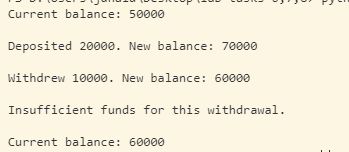 Current balance: 50000
Deposited 20000. New balance: 70000
Withdrew 10000. New balance: 60000
Insufficient funds for this withdrawal.
Current balance: 60000